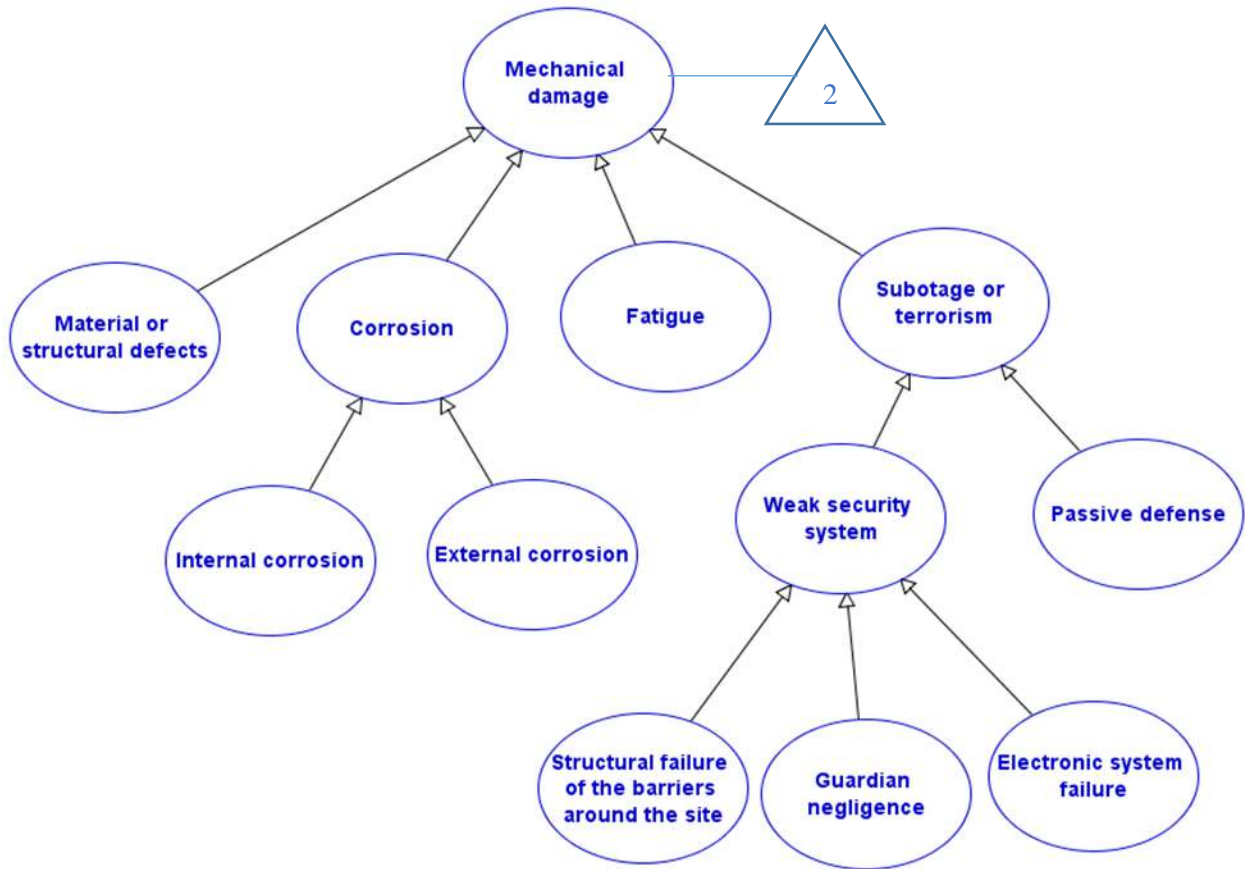 Mechanical
damage
2
Material or
structural defects
Corrosion
Fatigue
Subotage or
terrorism
Internal corrosion
External corrosion
Weak security
system
Passive defense
Structural failure
of the barriers
around the site
Guardian
negligence
Electronic system
failure